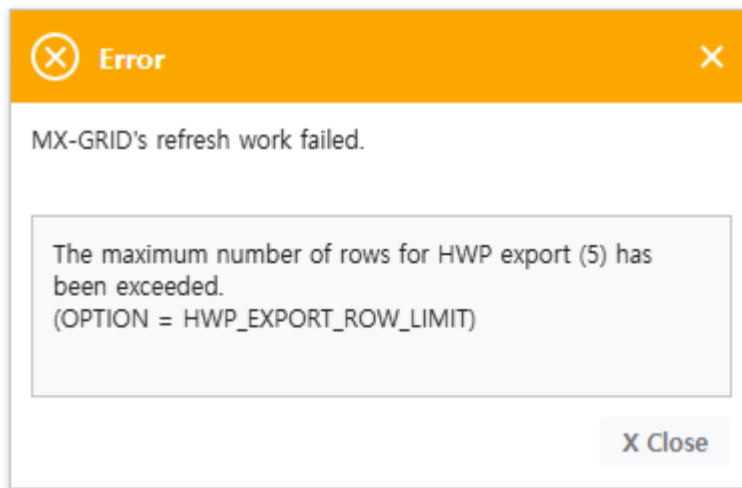 Error
MX-GRID's refresh work failed.
The maximum number of rows for HWP export (5) has
been exceeded.
(OPTION = HWP_EXPORT_ROW_LIMIT)
X Close